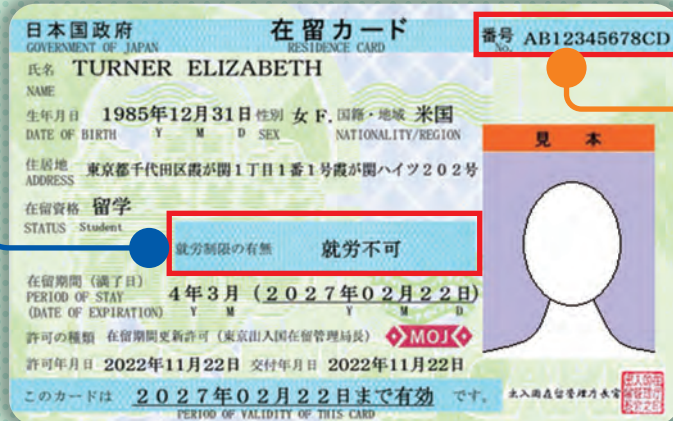 日本国政府 在留カード 番号 AB12345678CD
GOVERNMENT OF JAPAN RESIDENCE CARD No.
氏名 TURNER ELIZABETH
NAME
生年月日 1985年12月31日 性別 女 F. 国籍・地域 米国
DATE OF BIRTH Y M D SEX NATIONALITY/REGION
見本
住居地 東京都千代田区霞が関1丁目1番1号霞が関ハイツ202号
ADDRESS
在留資格 留学
STATUS Student
就労制限の有無 就労不可
在留期間(満了日) 4年3月(2027年02月22日)
PERIOD OF STAY
(DATE OF EXPIRATION) Y M Y M D
許可の種類 在留期間更新許可(東京出入国在留管理局長) MOJ
許可年月日 2022年11月22日 交付年月日 2022年11月22日
このカードは 2027年02月22日まで有効 です。
PERIOD OF VALIDITY OF THIS CARD
出入国在留管理庁長官